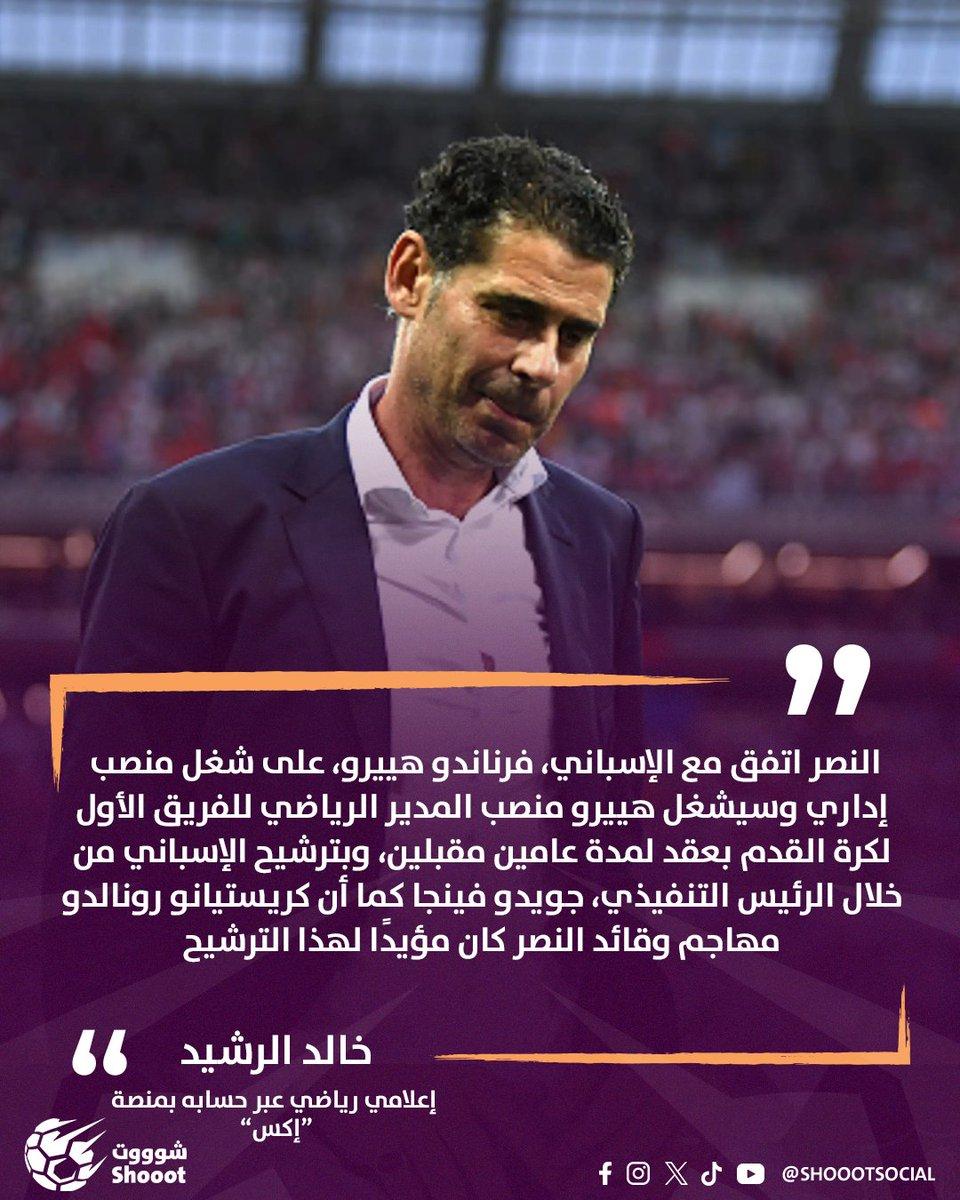 النصر اتفق مع الإسباني، فرناندو هييرو، على شغل منصب
إداري وسيشغل هييرو منصب المدير الرياضي للفريق الأول
لكرة القدم بعقد لمدة عامين مقبلين، وبترشيح الإسباني من
خلال الرئيس التنفيذي، جويدو فينجا كما أن كريستيانو رونالدو
مهاجم وقائد النصر كان مؤيدًا لهذا الترشيح
خالد الرشيد
إعلامي رياضي عبر حسابه بمنصة
”إكس“
شوووت
Shooot
@SHOOOTSOCIAL